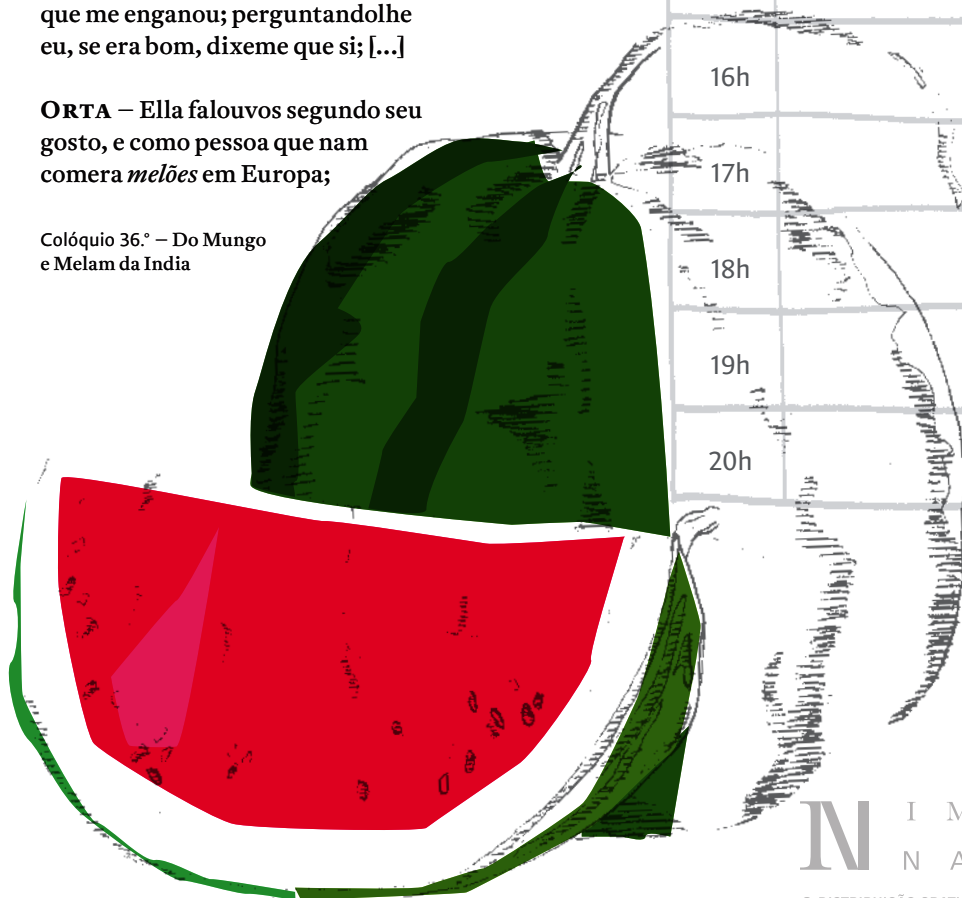 que me enganou; perguntandolhe
eu, se era bom, dixeme que si; [...]
ORTA – Ella falouvos segundo seu
gosto, e como pessoa que nam
comera melões em Europa;
Colóquio 36.° – Do Mungo
e Melam da India
16h
17h
18h
19h
20h
IN
I M
N A